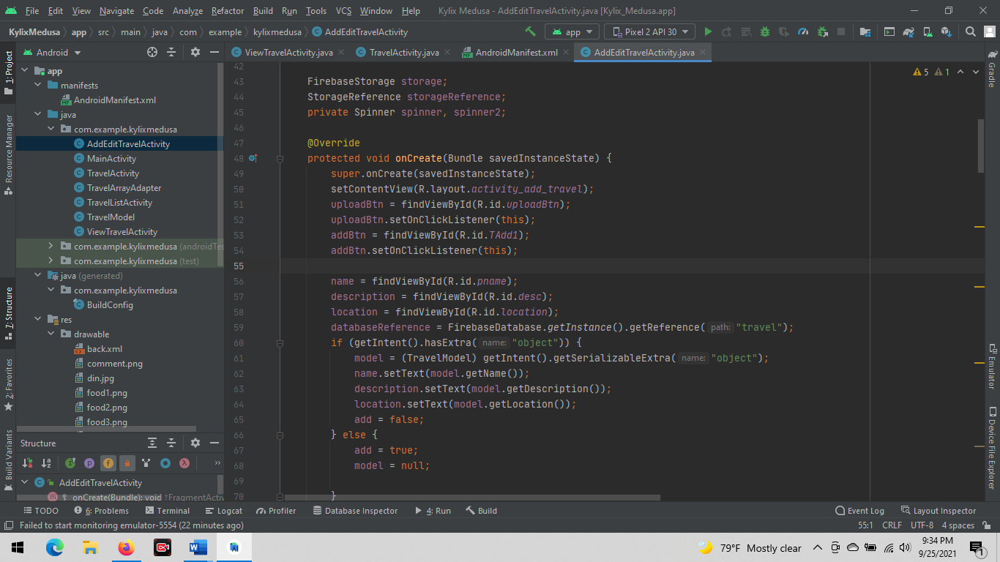 File Edit View Navigate Code Analyze Refactor Build Run Tools VCS Window Help Kylix Medusa - AddEditTravelActivity.java [Kylix_Medusa.app]
KylixMedusa app src main java com example kylixmedusa AddEditTravelActivity app Pixel 2 API 30
Android ViewTravelActivity.java TravelActivity.java AndroidManifest.xml AddEditTravelActivity.java
1: Project
Resource Manager
7: Structure
2: Favorites
Build Variants
app
manifests
AndroidManifest.xml
java
com.example.kylixmedusa
AddEditTravelActivity
MainActivity
TravelActivity
TravelArrayAdapter
TravelListActivity
TravelModel
ViewTravelActivity
com.example.kylixmedusa (androidTes
com.example.kylixmedusa (test)
java (generated)
com.example.kylixmedusa
BuildConfig
res
drawable
back.xml
comment.png
din.jpg
food1.png
food2.png
food3.png
Structure
AddEditTravelActivity
onCreate(Bundle): void ↑FragmentActiv
42
43 FirebaseStorage storage;
44 StorageReference storageReference;
45 private Spinner spinner, spinner2;
46
47 @Override
48 protected void onCreate(Bundle savedInstanceState) {
49 super.onCreate(savedInstanceState);
50 setContentView(R.layout.activity_add_travel);
51 uploadBtn = findViewById(R.id.uploadBtn);
52 uploadBtn.setOnClickListener(this);
53 addBtn = findViewById(R.id.TAdd1);
54 addBtn.setOnClickListener(this);
55
56 name = findViewById(R.id.pname);
57 description = findViewById(R.id.desc);
58 location = findViewById(R.id.location);
59 databaseReference = FirebaseDatabase.getInstance().getReference( path: "travel");
60 if (getIntent().hasExtra( name: "object")) {
61 model = (TravelModel) getIntent().getSerializableExtra( name: "object");
62 name.setText(model.getName());
63 description.setText(model.getDescription());
64 location.setText(model.getLocation());
65 add = false;
66 } else {
67 add = true;
68 model = null;
69
70 }
5 1
Gradle
Emulator
Device File Explorer
TODO 6: Problems Terminal Logcat Profiler Database Inspector 4: Run Build Event Log Layout Inspector
Failed to start monitoring emulator-5554 (22 minutes ago) 55:1 CRLF UTF-8 4 spaces
79°F Mostly clear 9:34 PM
9/25/2021
1